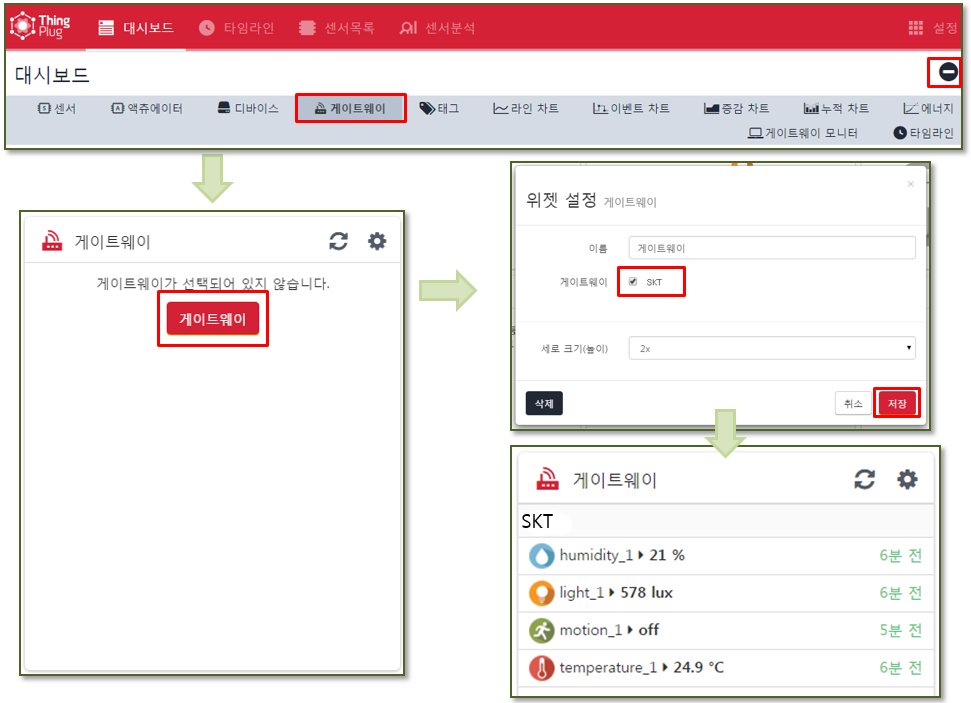 Thing
Plug
대시보드 타임라인 센서목록 센서분석 설정
대시보드
센서 액츄에이터 디바이스 게이트웨이 태그 라인 차트 이벤트 차트 증감 차트 누적 차트 에너지
게이트웨이 모니터 타임라인
게이트웨이
게이트웨이가 선택되어 있지 않습니다.
게이트웨이
×
위젯 설정 게이트웨이
이름 게이트웨이
게이트웨이 SKT
세로 크기(높이) 2x
삭제 취소 저장
게이트웨이
SKT
humidity_1 21 % 6분 전
light_1 578 lux 6분 전
motion_1 off 5분 전
temperature_1 24.9 °C 6분 전